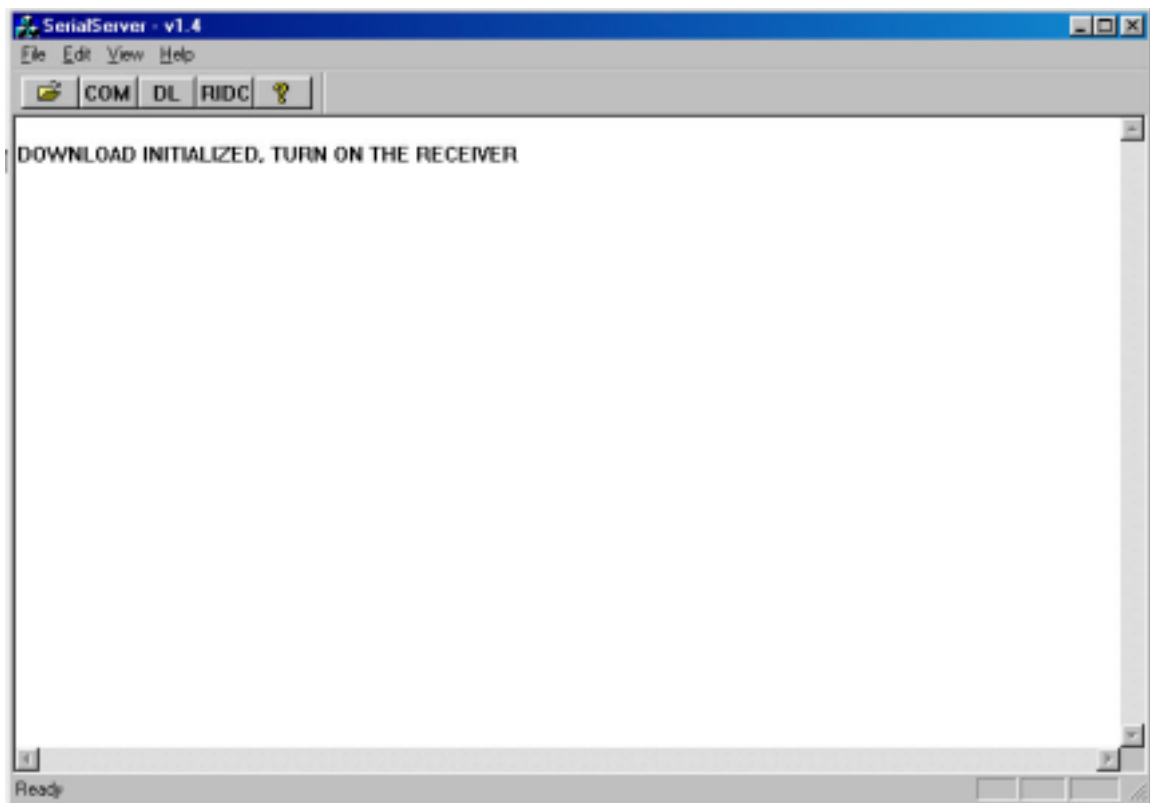 SerialServer - v1.4
File Edit View Help
COM DL RIDC ?
DOWNLOAD INITIALIZED, TURN ON THE RECEIVER
Ready